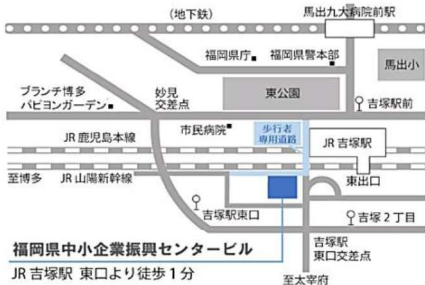 (地下鉄)
馬出九大病院前駅
福岡県庁
福岡県警本部
馬出小
東公園
ブランチ博多
パピヨンガーデン
妙見
交差点
吉塚駅前
市民病院
歩行者
専用道路
JR 鹿児島本線
JR 吉塚駅
至博多
JR 山陽新幹線
東出口
吉塚駅東口
吉塚2丁目
福岡県中小企業振興センタービル
JR 吉塚駅 東口より徒歩1分
吉塚駅
東口交差点
至太宰府